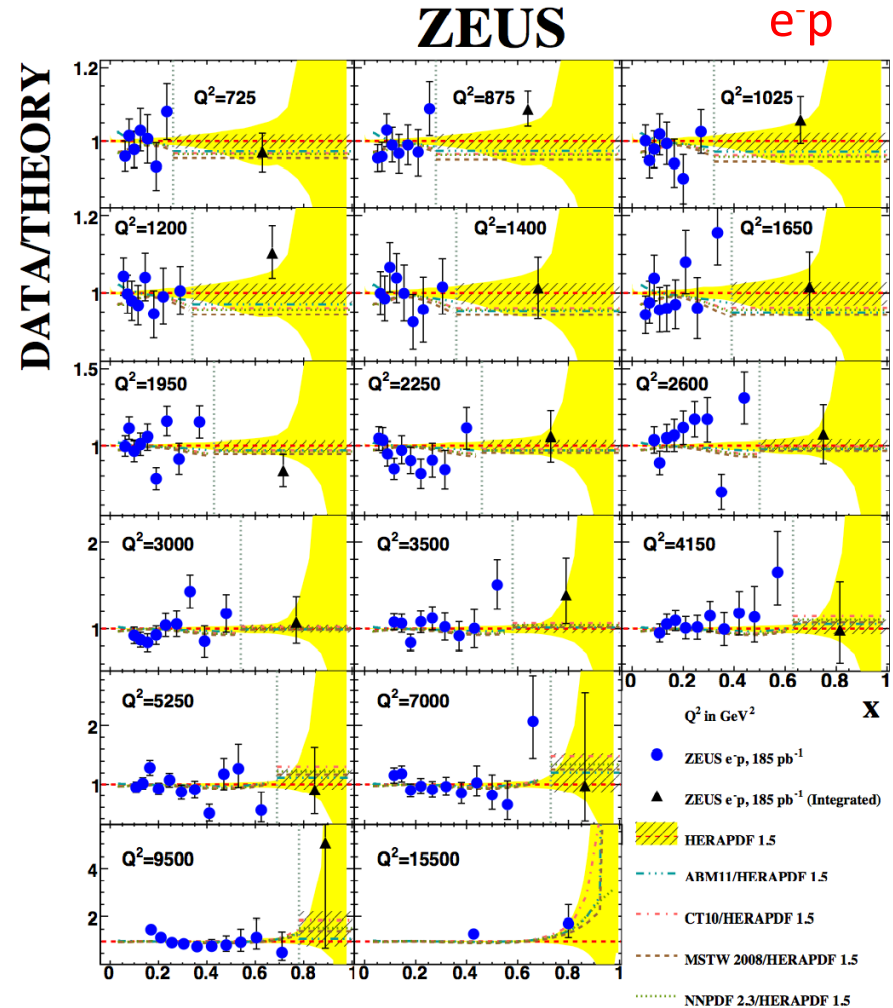 ZEUS e⁻p
DATA/THEORY
1.2
1
Q²=725 Q²=875 Q²=1025
1.2
1
Q²=1200 Q²=1400 Q²=1650
1.5
1
Q²=1950 Q²=2250 Q²=2600
2
1
Q²=3000 Q²=3500 Q²=4150
0 0.2 0.4 0.6 0.8 1
x
2
1
Q²=5250 Q²=7000
4
2
Q²=9500 Q²=15500
0 0.2 0.4 0.6 0.8 0 0.2 0.4 0.6 0.8 1
Q² in GeV²
ZEUS e⁻p, 185 pb⁻¹
ZEUS e⁻p, 185 pb⁻¹ (Integrated)
HERAPDF 1.5
ABM11/HERAPDF 1.5
CT10/HERAPDF 1.5
MSTW 2008/HERAPDF 1.5
NNPDF 2.3/HERAPDF 1.5